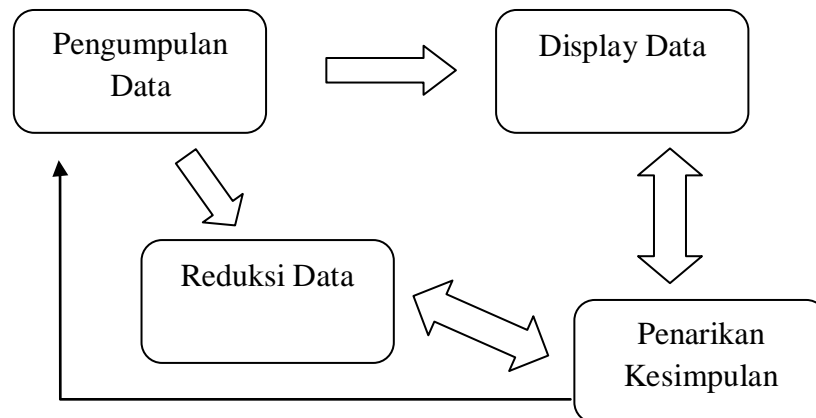 Pengumpulan
Data
Display Data
Reduksi Data
Penarikan
Kesimpulan